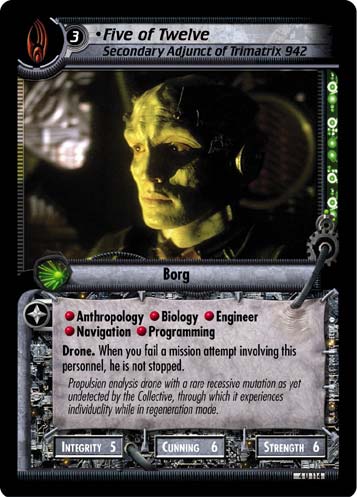 3
•Five of Twelve
Secondary Adjunct of Trimatrix 942
Borg
•Anthropology •Biology •Engineer
•Navigation •Programming
Drone. When you fail a mission attempt involving this
personnel, he is not stopped.
Propulsion analysis drone with a rare recessive mutation as yet
undetected by the Collective, through which it experiences
individuality while in regeneration mode.
INTEGRITY 5 CUNNING 6 STRENGTH 6
4 U 114